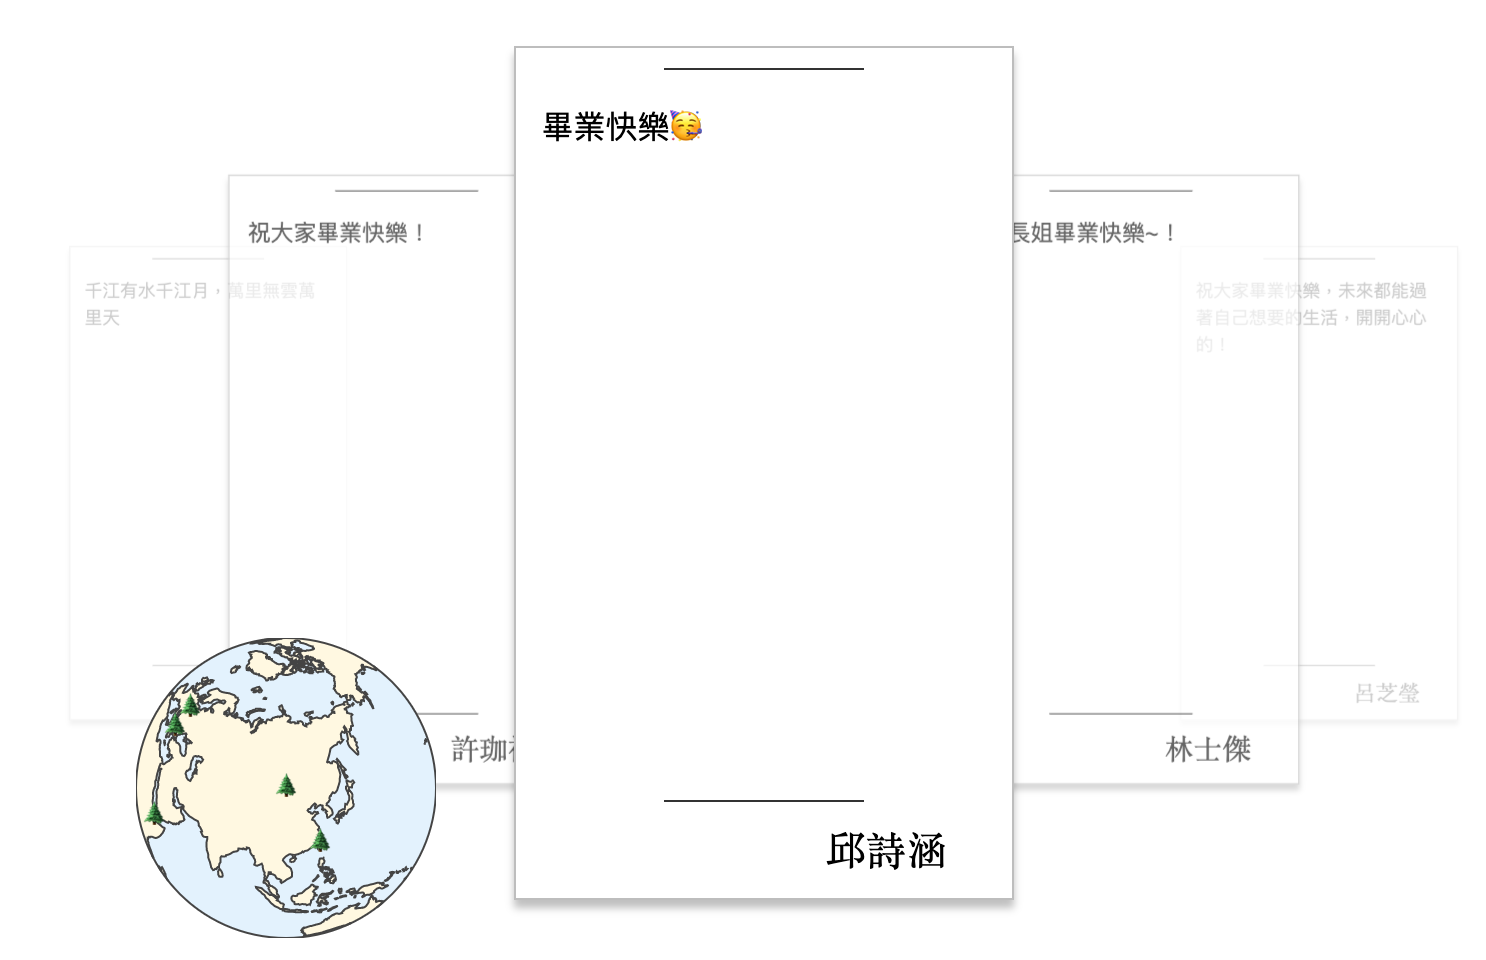 畢業快樂🥳
邱詩涵
祝大家畢業快樂！
許珈
長姐畢業快樂~！
林士傑
千江有水千江月，萬里無雲萬
里天
祝大家畢業快樂，未來都能過
著自己想要的生活，開開心心
的！
呂芝瑩